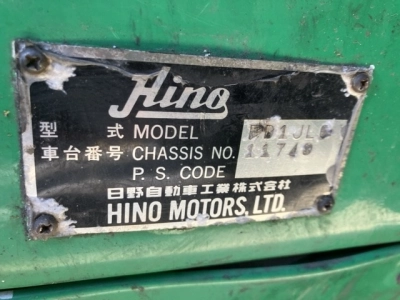 Hino
型 式 MODEL
車台番号 CHASSIS NO. 11749
P. S. CODE
日野自動車工業株式会社
HINO MOTORS, LTD.